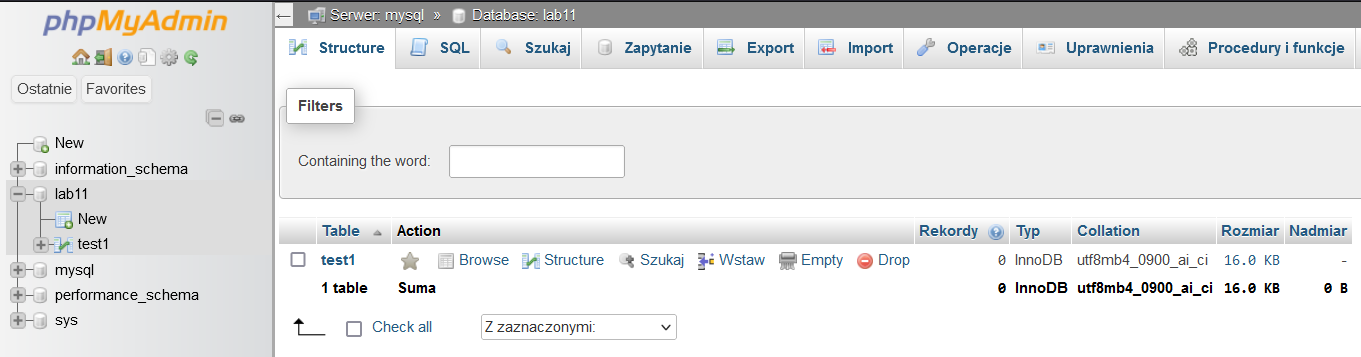 phpMyAdmin
Ostatnie Favorites
New
information_schema
lab11
New
test1
mysql
performance_schema
sys
Serwer: mysql » Database: lab11
Structure SQL Szukaj Zapytanie Export Import Operacje Uprawnienia Procedury i funkcje
Filters
Containing the word:
Table Action Rekordy Typ Collation Rozmiar Nadmiar
test1 Browse Structure Szukaj Wstaw Empty Drop 0 InnoDB utf8mb4_0900_ai_ci 16.0 KB -
1 table Suma 0 InnoDB utf8mb4_0900_ai_ci 16.0 KB 0 B
Check all Z zaznaczonymi: